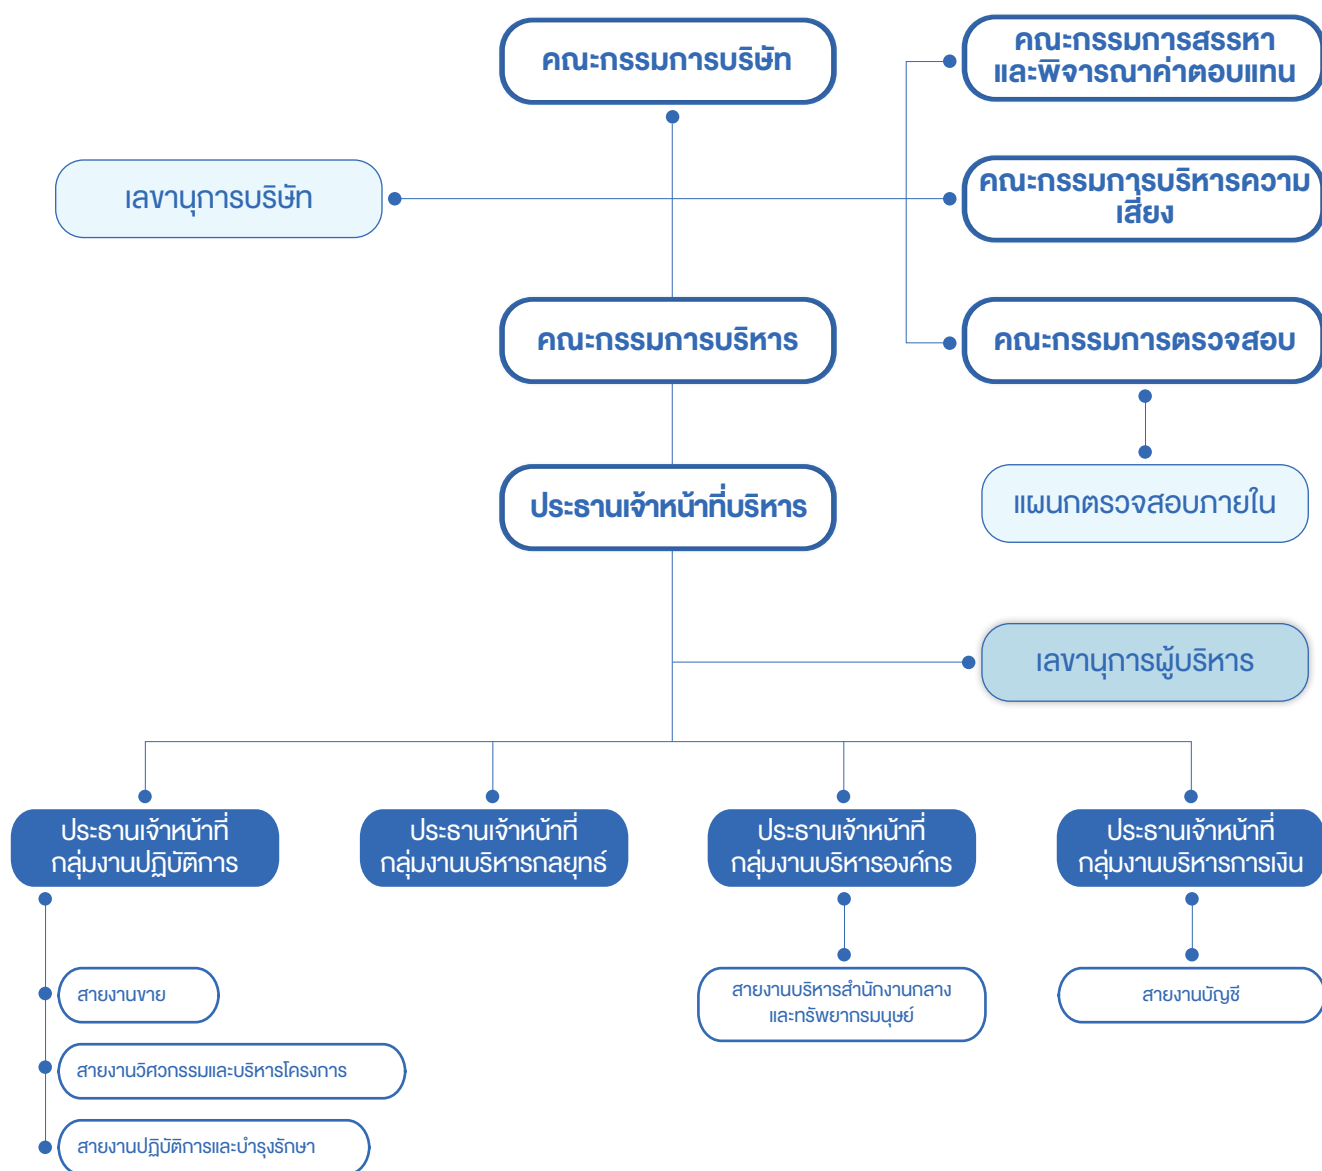 คณะกรรมการบริษัท
คณะกรรมการสรรหา
และพิจารณาค่าตอบแทน
เลขานุการบริษัท
คณะกรรมการบริหารความ
เสี่ยง
คณะกรรมการบริหาร
คณะกรรมการตรวจสอบ
ประธานเจ้าหน้าที่บริหาร
แผนกตรวจสอบภายใน
เลขานุการผู้บริหาร
ประธานเจ้าหน้าที่
กลุ่มงานปฏิบัติการ
ประธานเจ้าหน้าที่
กลุ่มงานบริหารกลยุทธ์
ประธานเจ้าหน้าที่
กลุ่มงานบริหารองค์กร
ประธานเจ้าหน้าที่
กลุ่มงานบริหารการเงิน
สายงานขาย
สายงานวิศวกรรมและบริหารโครงการ
สายงานปฏิบัติการและบำรุงรักษา
สายงานบริหารสำนักงานกลาง
และทรัพยากรมนุษย์
สายงานบัญชี